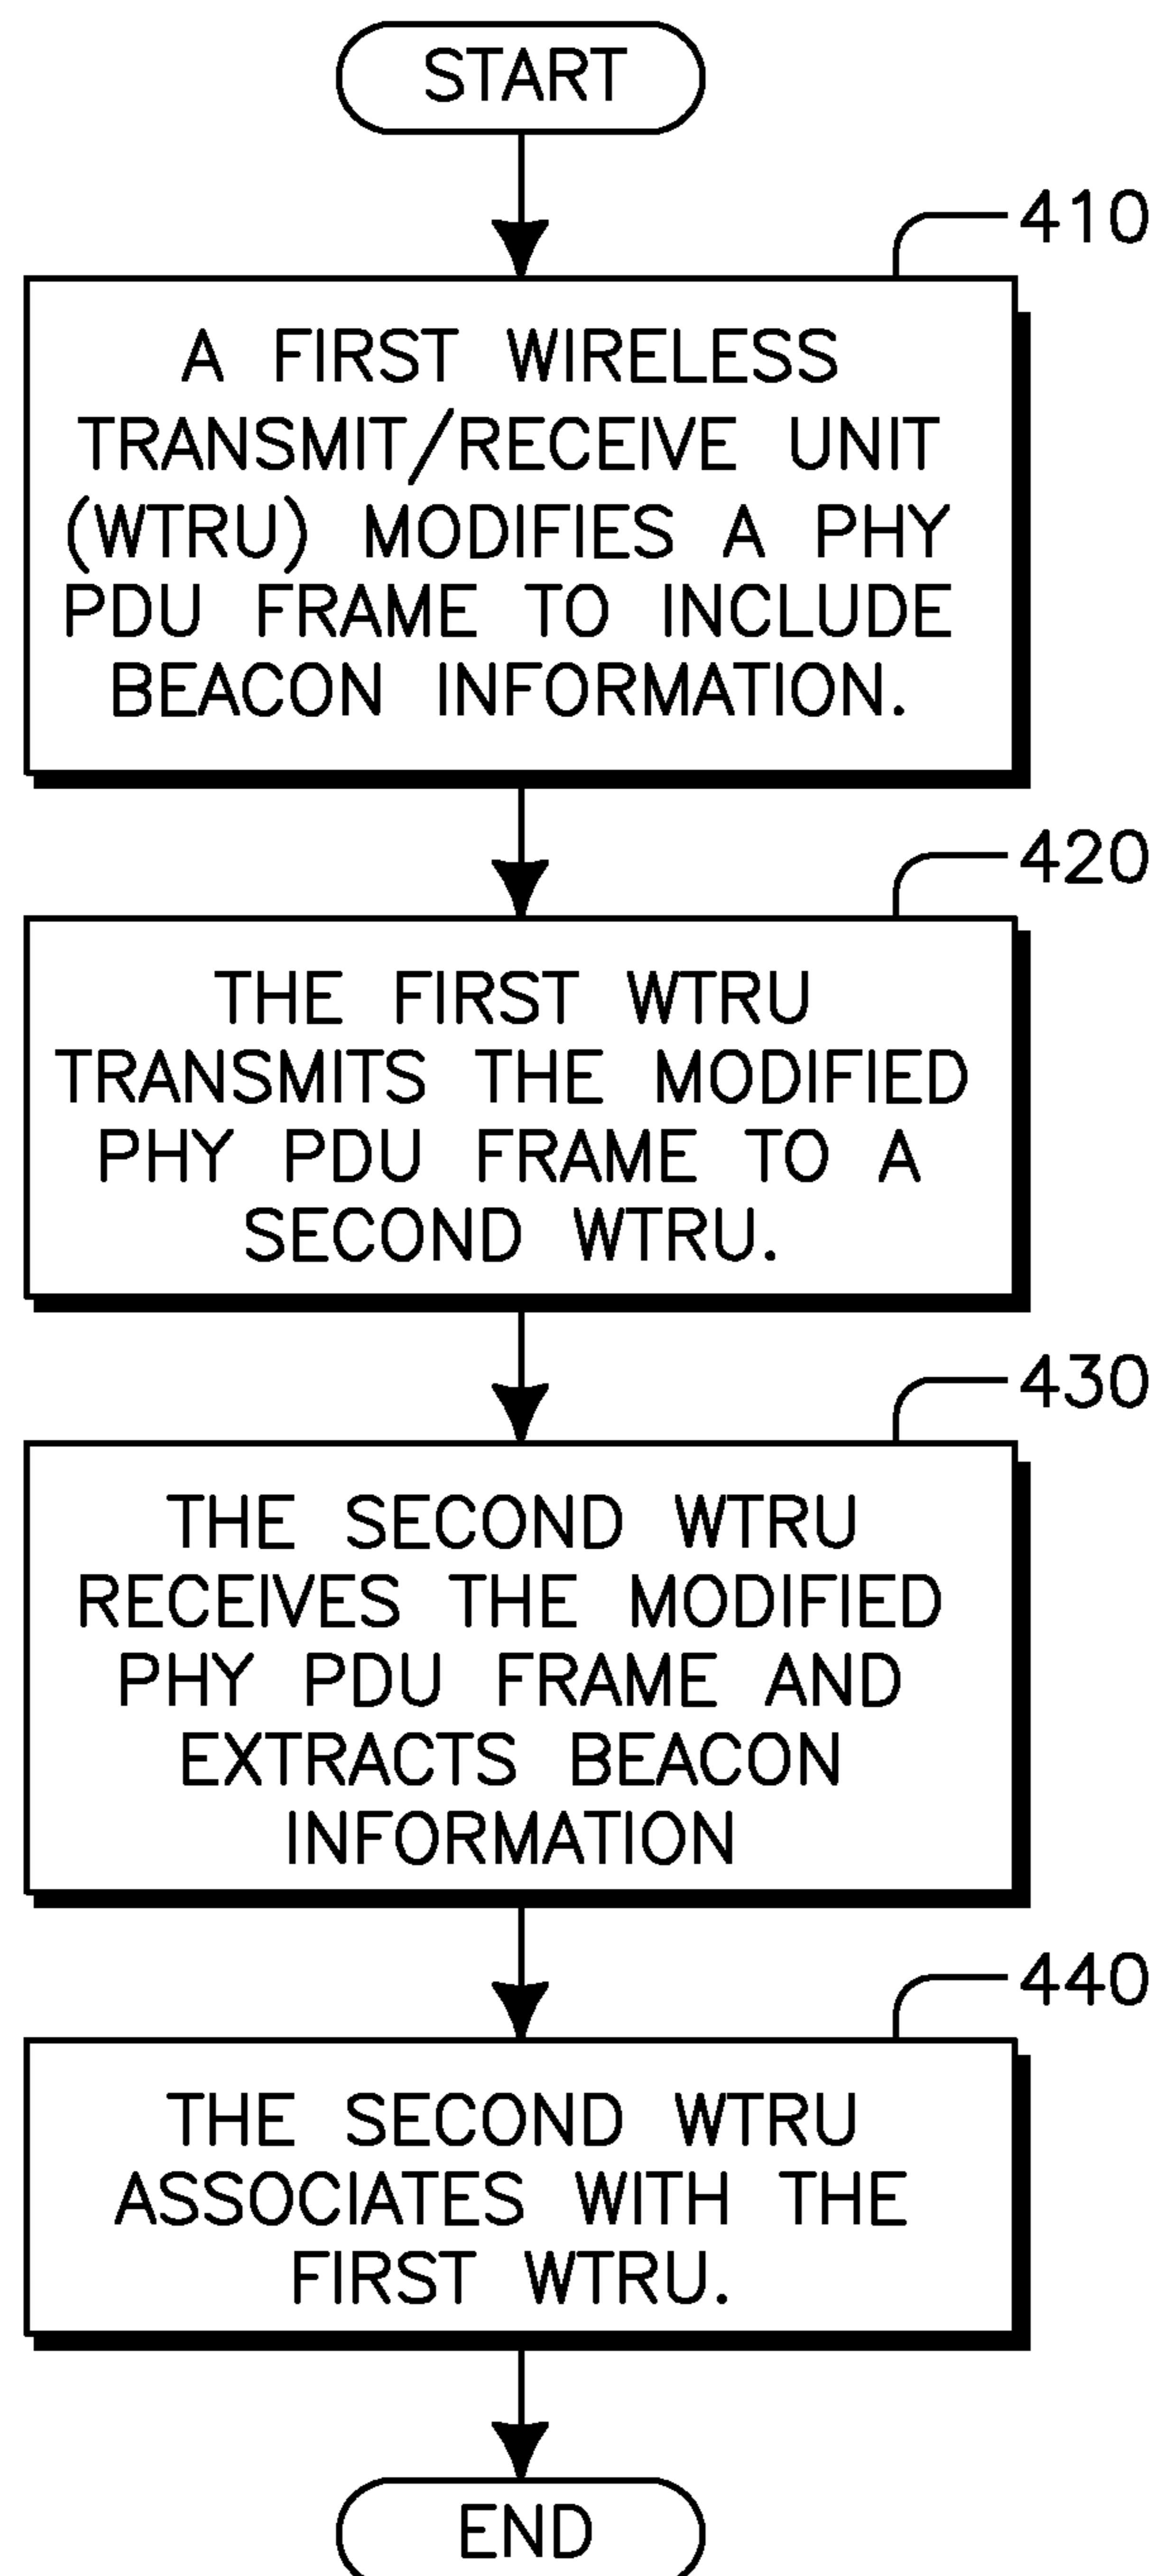 START
410
A FIRST WIRELESS
TRANSMIT/RECEIVE UNIT
(WTRU) MODIFIES A PHY
PDU FRAME TO INCLUDE
BEACON INFORMATION.
420
THE FIRST WTRU
TRANSMITS THE MODIFIED
PHY PDU FRAME TO A
SECOND WTRU.
430
THE SECOND WTRU
RECEIVES THE MODIFIED
PHY PDU FRAME AND
EXTRACTS BEACON
INFORMATION
440
THE SECOND WTRU
ASSOCIATES WITH THE
FIRST WTRU.
END